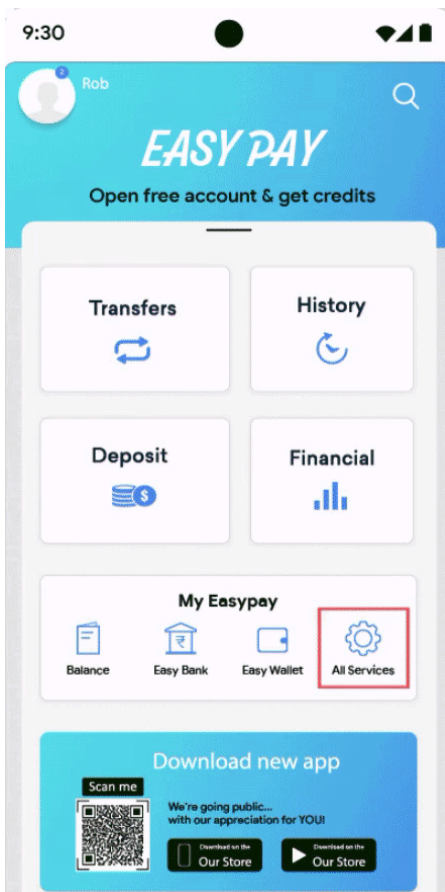 9:30
2
Rob
EASY PAY
Open free account & get credits
Transfers
History
Deposit
Financial
$
My Easypay
₹
Balance
Easy Bank
Easy Wallet
All Services
Download new app
Scan me
We're going public...
with our appreciation for YOU!
Download on the
Our Store
Download on the
Our Store